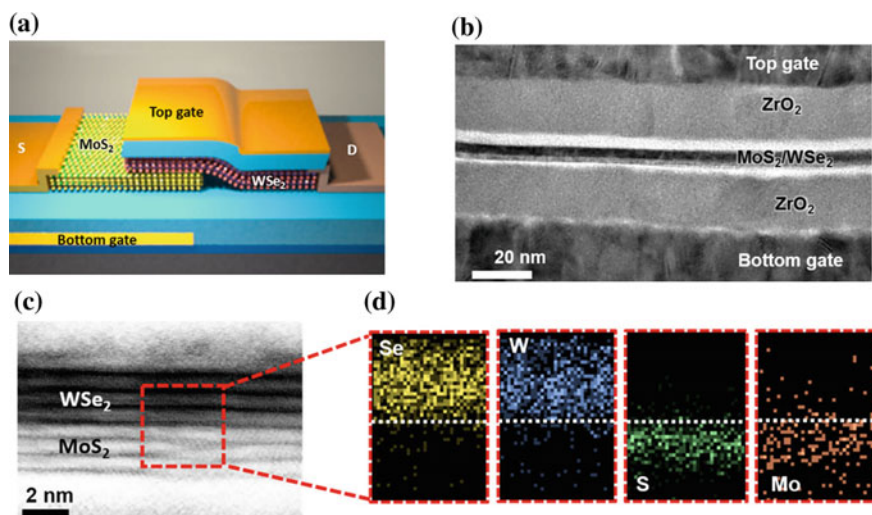 (a)
Top gate
MoS₂
S
D
WSe₂
Bottom gate
(b)
Top gate
ZrO₂
MoS₂/WSe₂
ZrO₂
20 nm
Bottom gate
(c)
WSe₂
MoS₂
2 nm
(d)
Se
W
S
Mo